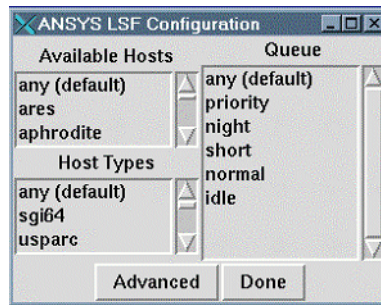 ANSYS LSF Configuration
Available Hosts
any (default)
ares
aphrodite
Host Types
any (default)
sgi64
usparc
Queue
any (default)
priority
night
short
normal
idle
Advanced
Done